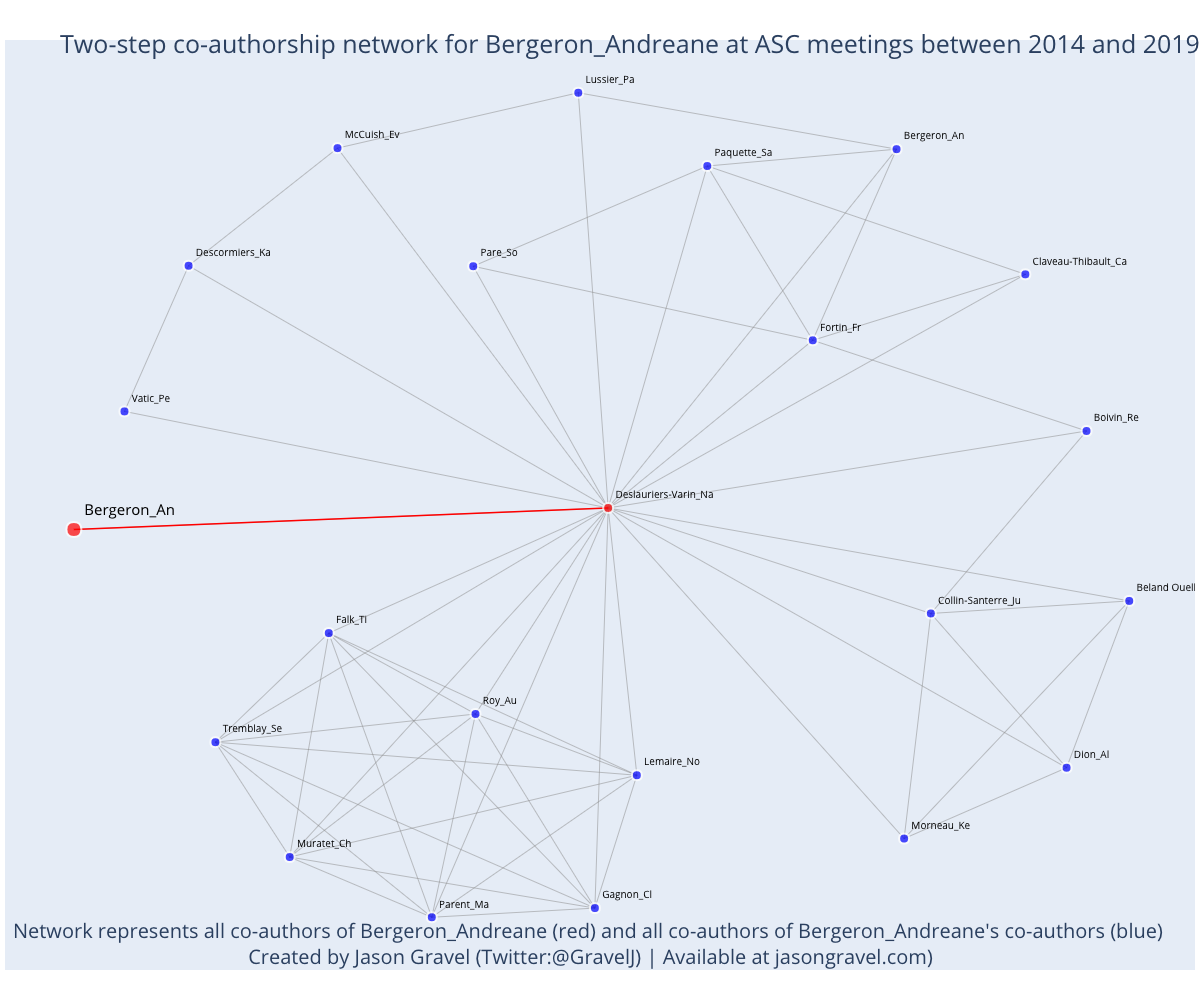 Two-step co-authorship network for Bergeron_Andreane at ASC meetings between 2014 and 2019
Lussier_Pa
McCuish_Ev
Bergeron_An
Paquette_Sa
Descormiers_Ka
Pare_So
Claveau-Thibault_Ca
Fortin_Fr
Vatic_Pe
Boivin_Re
Deslauriers-Varin_Na
Bergeron_An
Beland Ouell
Collin-Santerre_Ju
Falk_Ti
Roy_Au
Tremblay_Se
Dion_Al
Lemaire_No
Morneau_Ke
Muratet_Ch
Gagnon_Cl
Parent_Ma
Network represents all co-authors of Bergeron_Andreane (red) and all co-authors of Bergeron_Andreane's co-authors (blue)
Created by Jason Gravel (Twitter:@GravelJ) | Available at jasongravel.com)